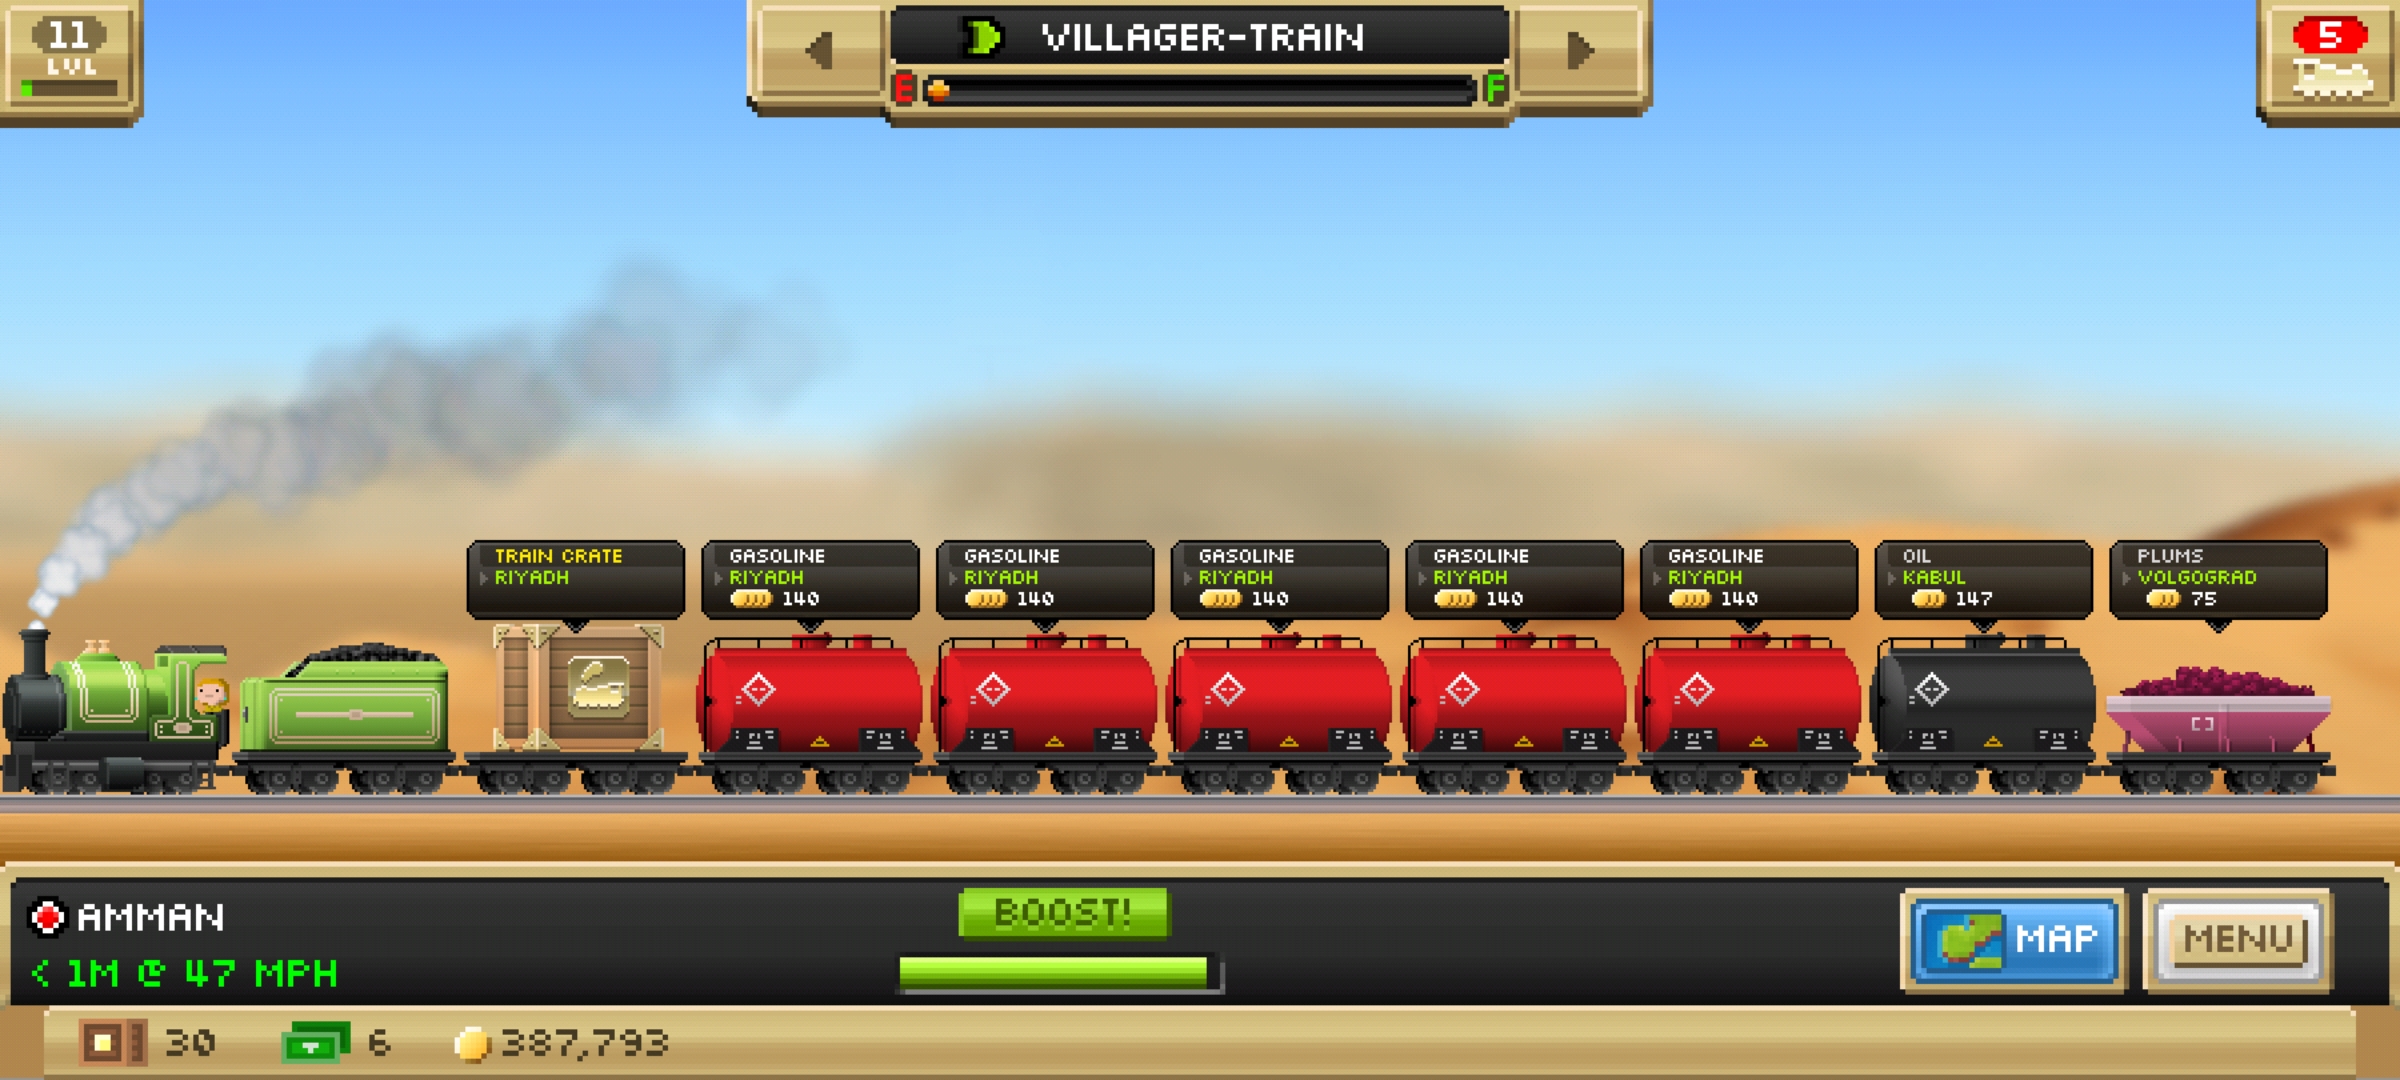 11
LVL
VILLAGER-TRAIN
E
F
5
TRAIN CRATE
RIYADH
GASOLINE
RIYADH
140
GASOLINE
RIYADH
140
GASOLINE
RIYADH
140
GASOLINE
RIYADH
140
GASOLINE
RIYADH
140
OIL
KABUL
147
PLUMS
VOLGOGRAD
75
AMMAN
< 1M @ 47 MPH
BOOST!
MAP
MENU
30
6
387,793